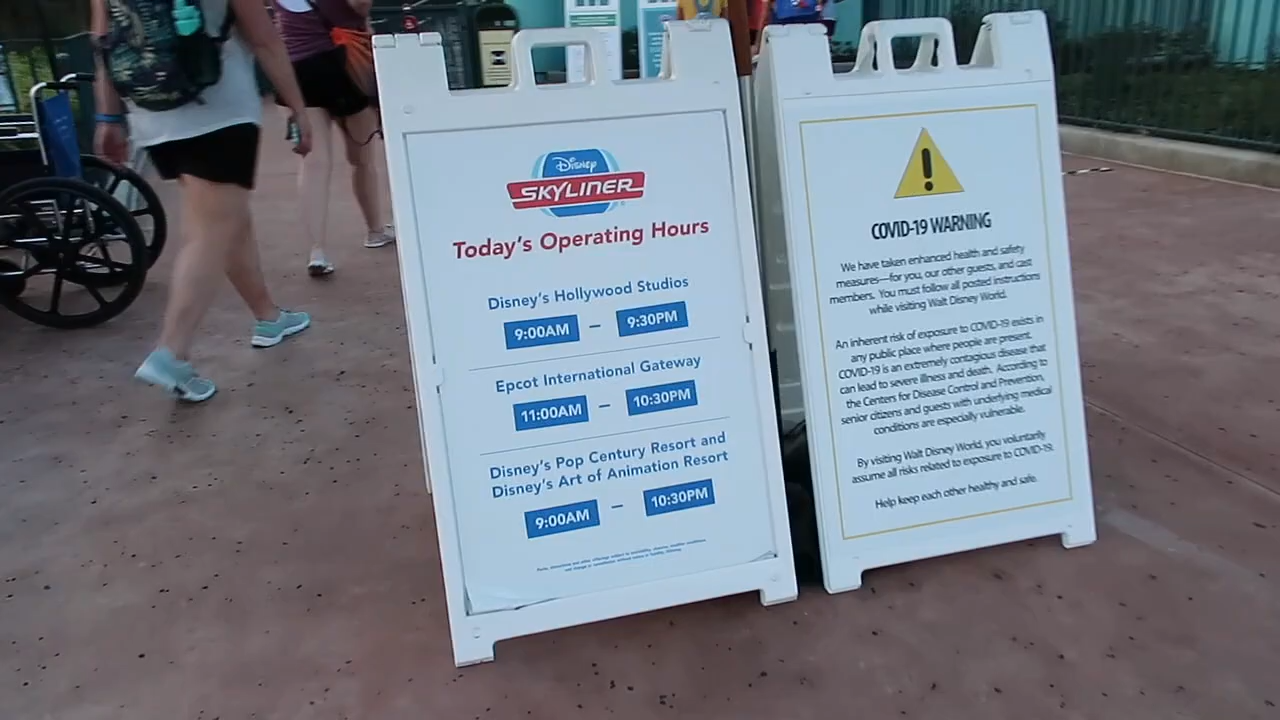 Disney
SKYLINER
Today's Operating Hours
Disney's Hollywood Studios
9:00AM – 9:30PM
Epcot International Gateway
11:00AM – 10:30PM
Disney's Pop Century Resort and
Disney's Art of Animation Resort
9:00AM – 10:30PM
COVID-19 WARNING
We have taken enhanced health and safety
measures—for you, our other guests, and cast
members. You must follow all posted instructions
while visiting Walt Disney World.
An inherent risk of exposure to COVID-19 exists in
any public place where people are present.
COVID-19 is an extremely contagious disease that
can lead to severe illness and death. According to
the Centers for Disease Control and Prevention,
senior citizens and guests with underlying medical
conditions are especially vulnerable.
By visiting Walt Disney World, you voluntarily
assume all risks related to exposure to COVID-19.
Help keep each other healthy and safe.